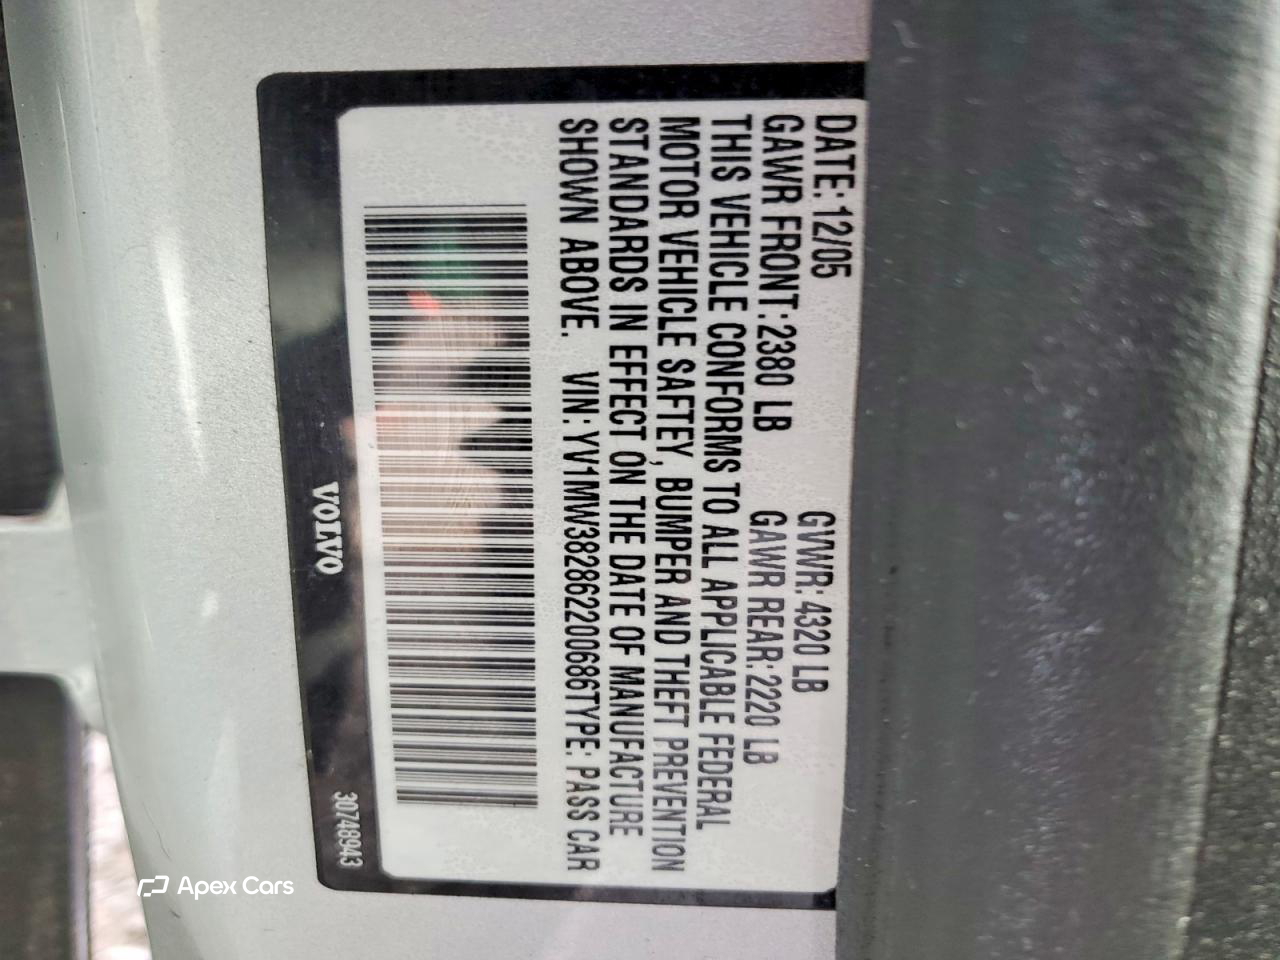 DATE: 12/05 GVWR: 4320 LB
GAWR FRONT: 2380 LB GAWR REAR: 2220 LB
THIS VEHICLE CONFORMS TO ALL APPLICABLE FEDERAL
MOTOR VEHICLE SAFTEY, BUMPER AND THEFT PREVENTION
STANDARDS IN EFFECT ON THE DATE OF MANUFACTURE
SHOWN ABOVE. VIN: YV1MW382862200686TYPE: PASS CAR
VOLVO
30748943
Apex Cars